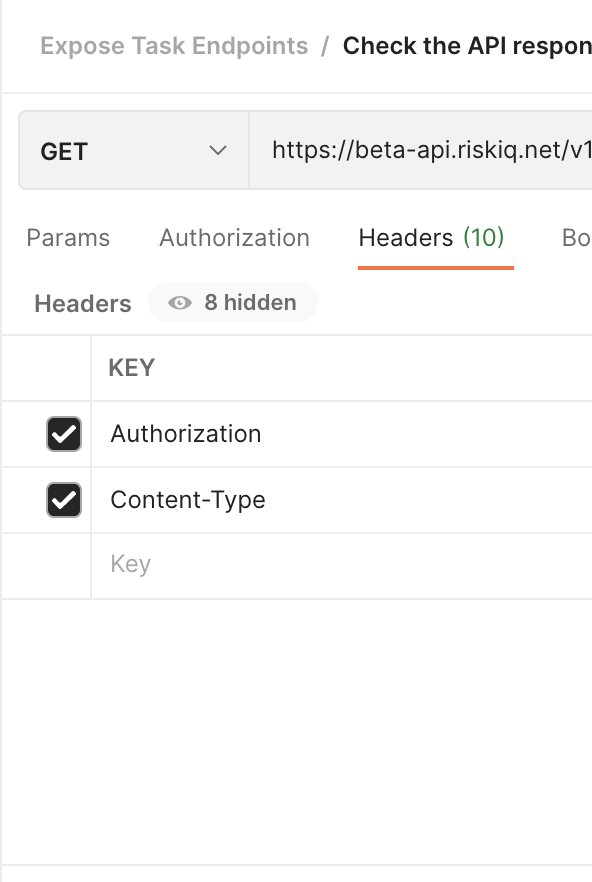 Expose Task Endpoints / Check the API respon
GET https://beta-api.riskiq.net/v1
Params Authorization Headers (10) Bo
Headers 8 hidden
KEY
Authorization
Content-Type
Key